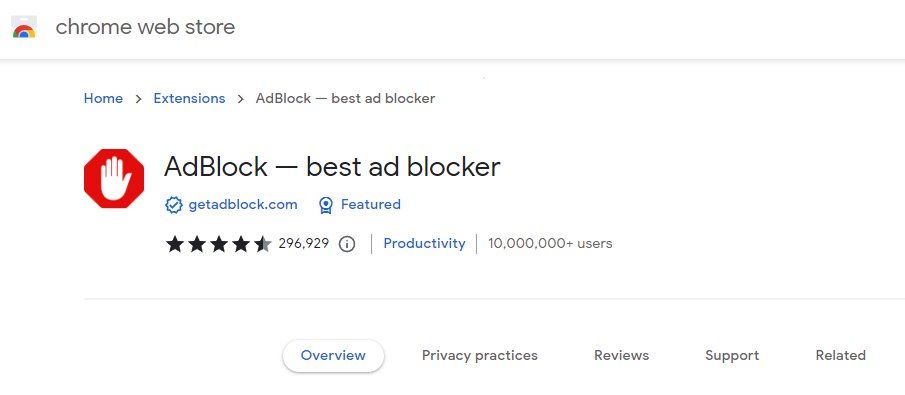 chrome web store
Home > Extensions > AdBlock — best ad blocker
AdBlock — best ad blocker
getadblock.com Featured
296,929 Productivity 10,000,000+ users
Overview Privacy practices Reviews Support Related